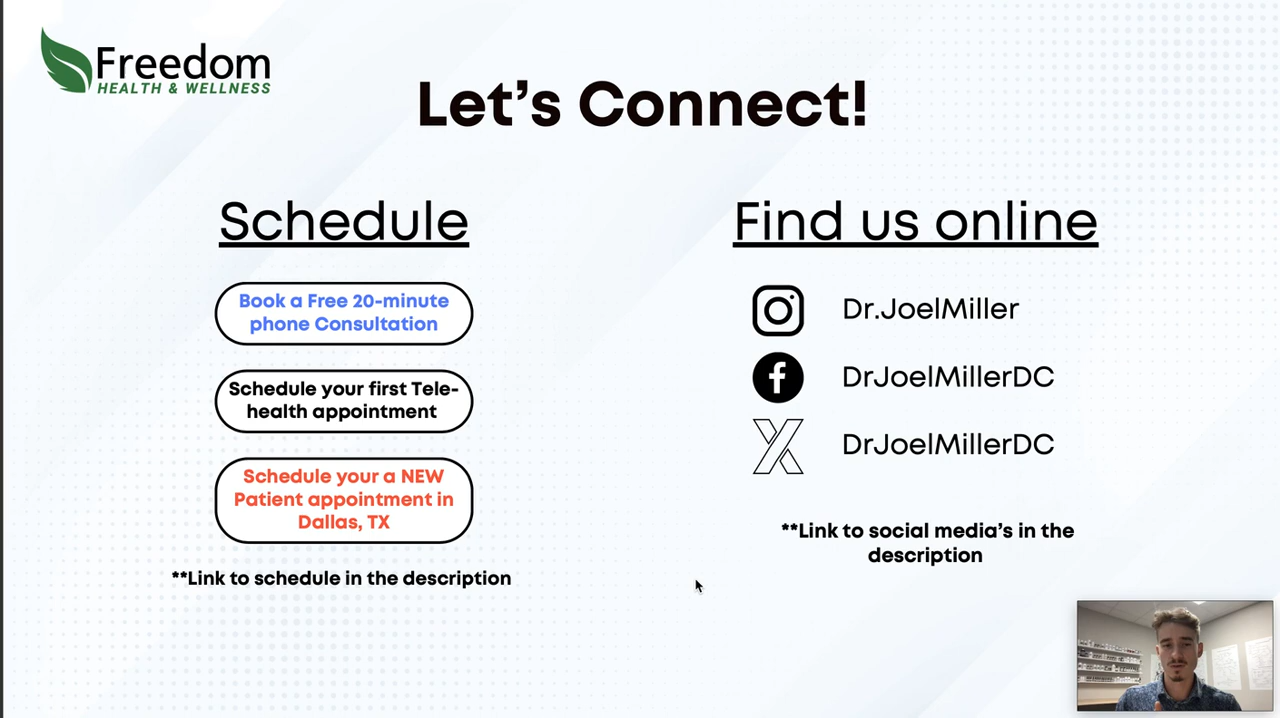 Freedom
HEALTH & WELLNESS
Let's Connect!
Schedule
Book a Free 20-minute
phone Consultation
Schedule your first Tele-
health appointment
Schedule your a NEW
Patient appointment in
Dallas, TX
**Link to schedule in the description
Find us online
Dr.JoelMiller
DrJoelMillerDC
DrJoelMillerDC
**Link to social media's in the
description